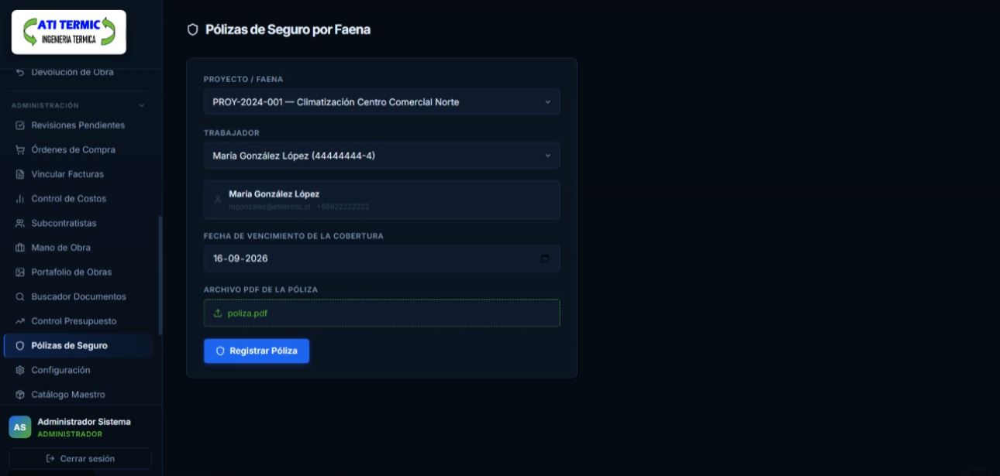 ATI TERMIC
INGENIERIA TERMICA
Devolución de Obra
ADMINISTRACIÓN
Revisiones Pendientes
Órdenes de Compra
Vincular Facturas
Control de Costos
Subcontratistas
Mano de Obra
Portafolio de Obras
Buscador Documentos
Control Presupuesto
Pólizas de Seguro
Configuración
Catálogo Maestro
AS
Administrador Sistema
ADMINISTRADOR
Cerrar sesión
Pólizas de Seguro por Faena
PROYECTO / FAENA
PROY-2024-001 — Climatización Centro Comercial Norte
TRABAJADOR
María González López (44444444-4)
María González López
mgonzalez@atitermic.cl · +56922222222
FECHA DE VENCIMIENTO DE LA COBERTURA
16-09-2026
ARCHIVO PDF DE LA PÓLIZA
poliza.pdf
Registrar Póliza